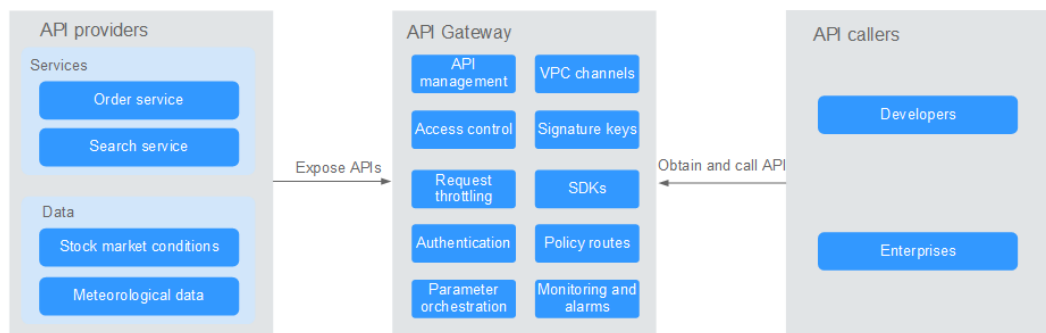 API providers
Services
Order service
Search service
Data
Stock market conditions
Meteorological data
Expose APIs
API Gateway
API
management
VPC channels
Access control
Signature keys
Request
throttling
SDKs
Authentication
Policy routes
Parameter
orchestration
Monitoring and
alarms
Obtain and call API
API callers
Developers
Enterprises